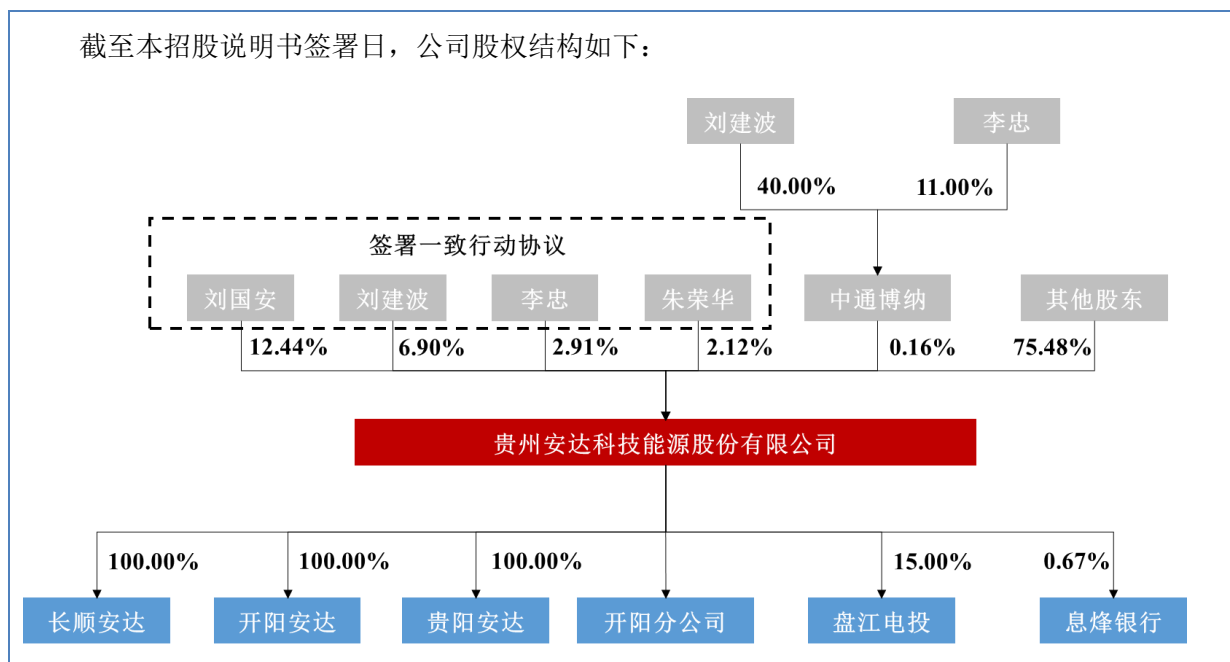 截至本招股说明书签署日，公司股权结构如下：
刘建波 李忠
40.00% 11.00%
签署一致行动协议
刘国安 刘建波 李忠 朱荣华 中通博纳 其他股东
12.44% 6.90% 2.91% 2.12% 0.16% 75.48%
贵州安达科技能源股份有限公司
100.00% 100.00% 100.00% 15.00% 0.67%
长顺安达 开阳安达 贵阳安达 开阳分公司 盘江电投 息烽银行